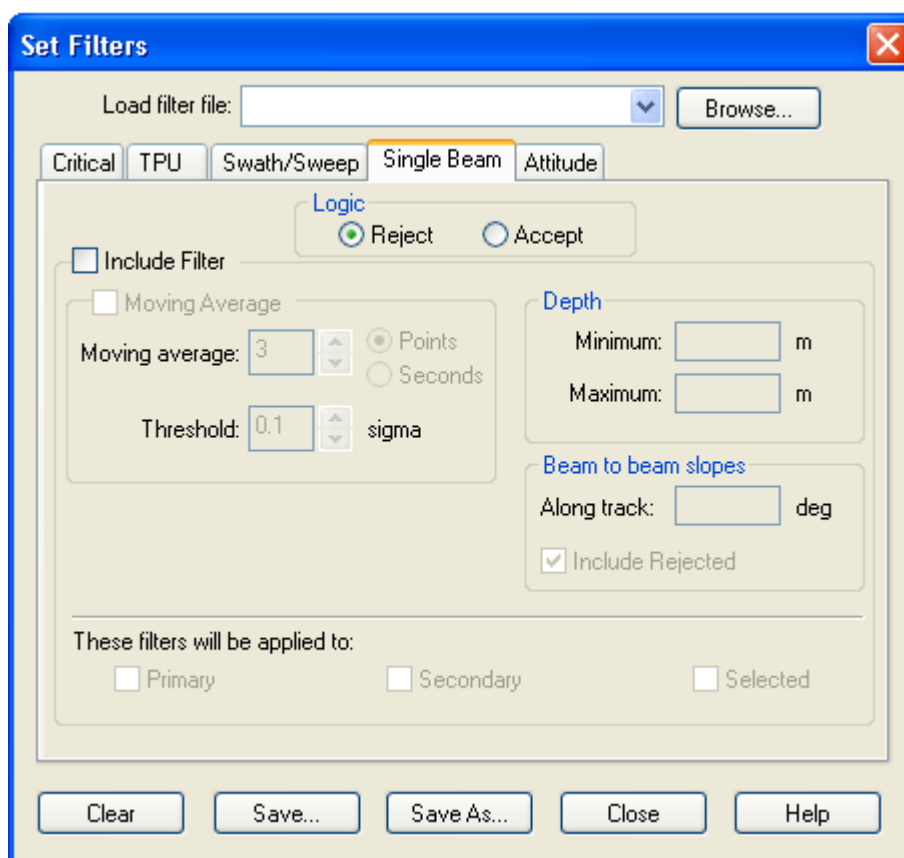 Set Filters
Load filter file: Browse...
Critical TPU Swath/Sweep Single Beam Attitude
Logic
Reject Accept
Include Filter
Moving Average
Moving average: 3 Points
Seconds
Threshold: 0.1 sigma
Depth
Minimum: m
Maximum: m
Beam to beam slopes
Along track: deg
Include Rejected
These filters will be applied to:
Primary Secondary Selected
Clear Save... Save As... Close Help